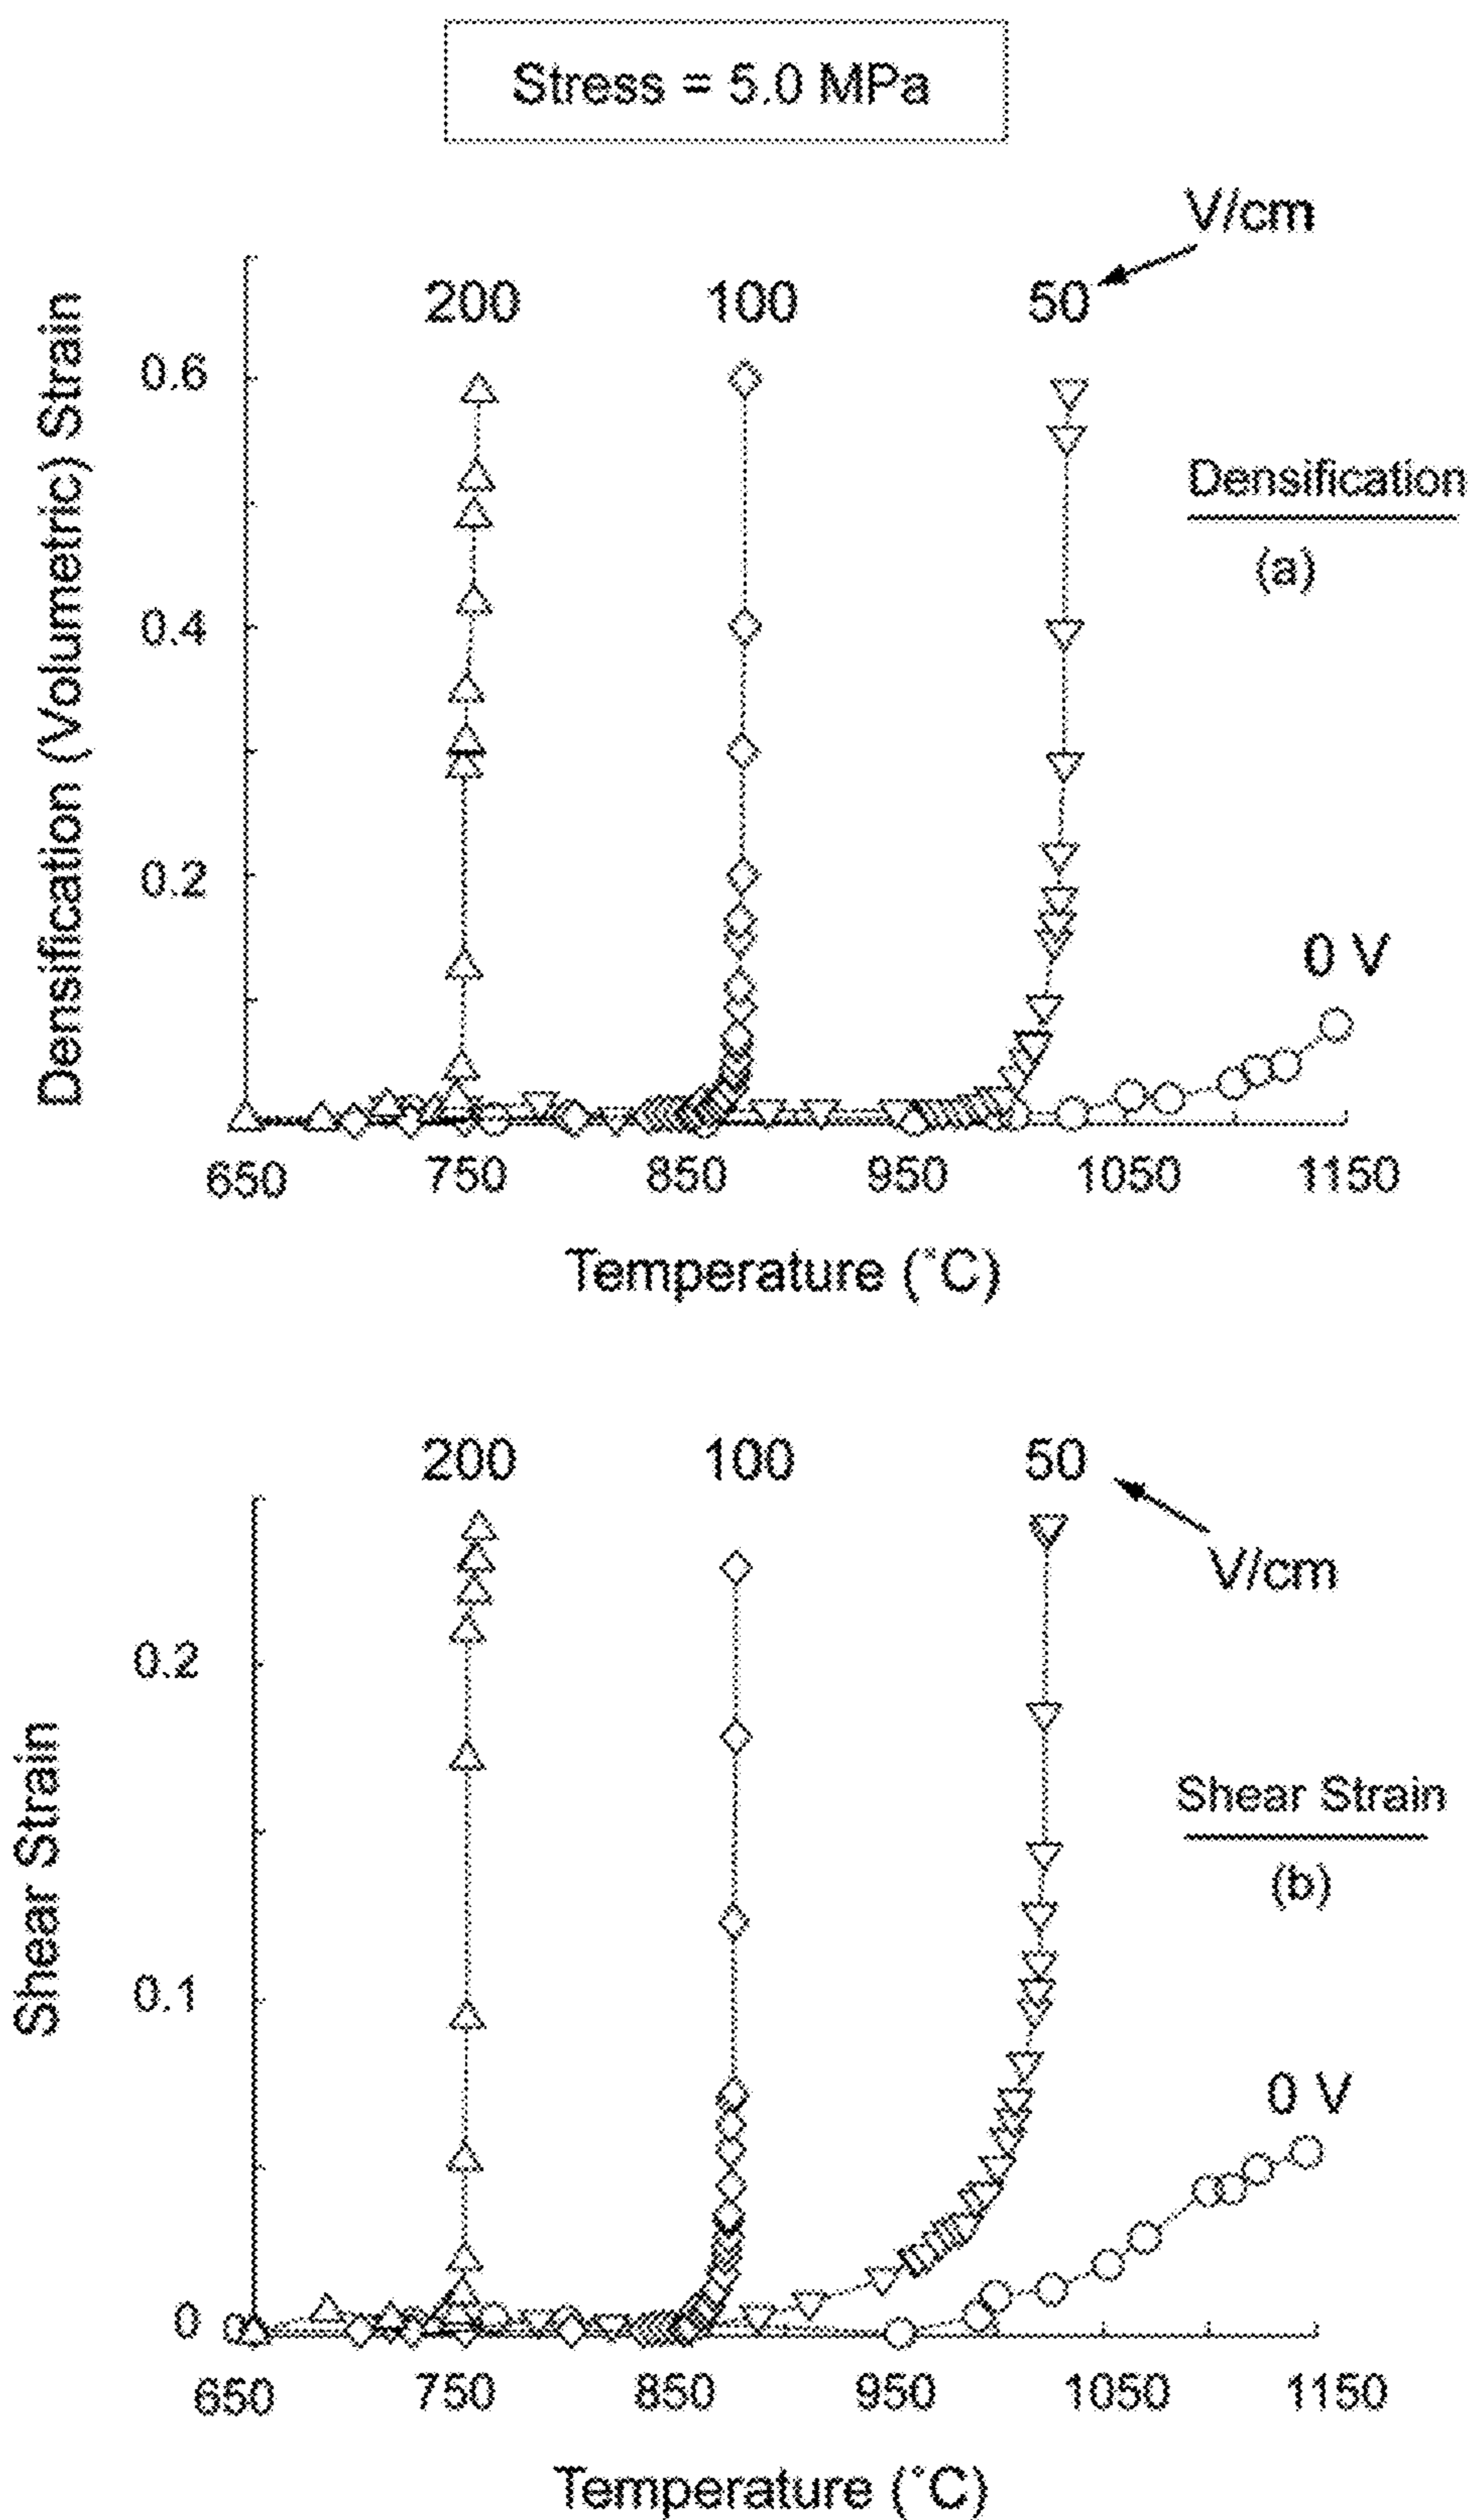 Stress = 5.0 MPa
V/cm
200 100 50
0.6
Densification
(a)
0.4
0.2
0 V
Densification (Volumetric) Strain
650 750 850 950 1050 1150
Temperature (°C)
200 100 50
V/cm
0.2
Shear Strain
(b)
0.1
0 V
Shear Strain
0 0
650 750 850 950 1050 1150
Temperature (°C)